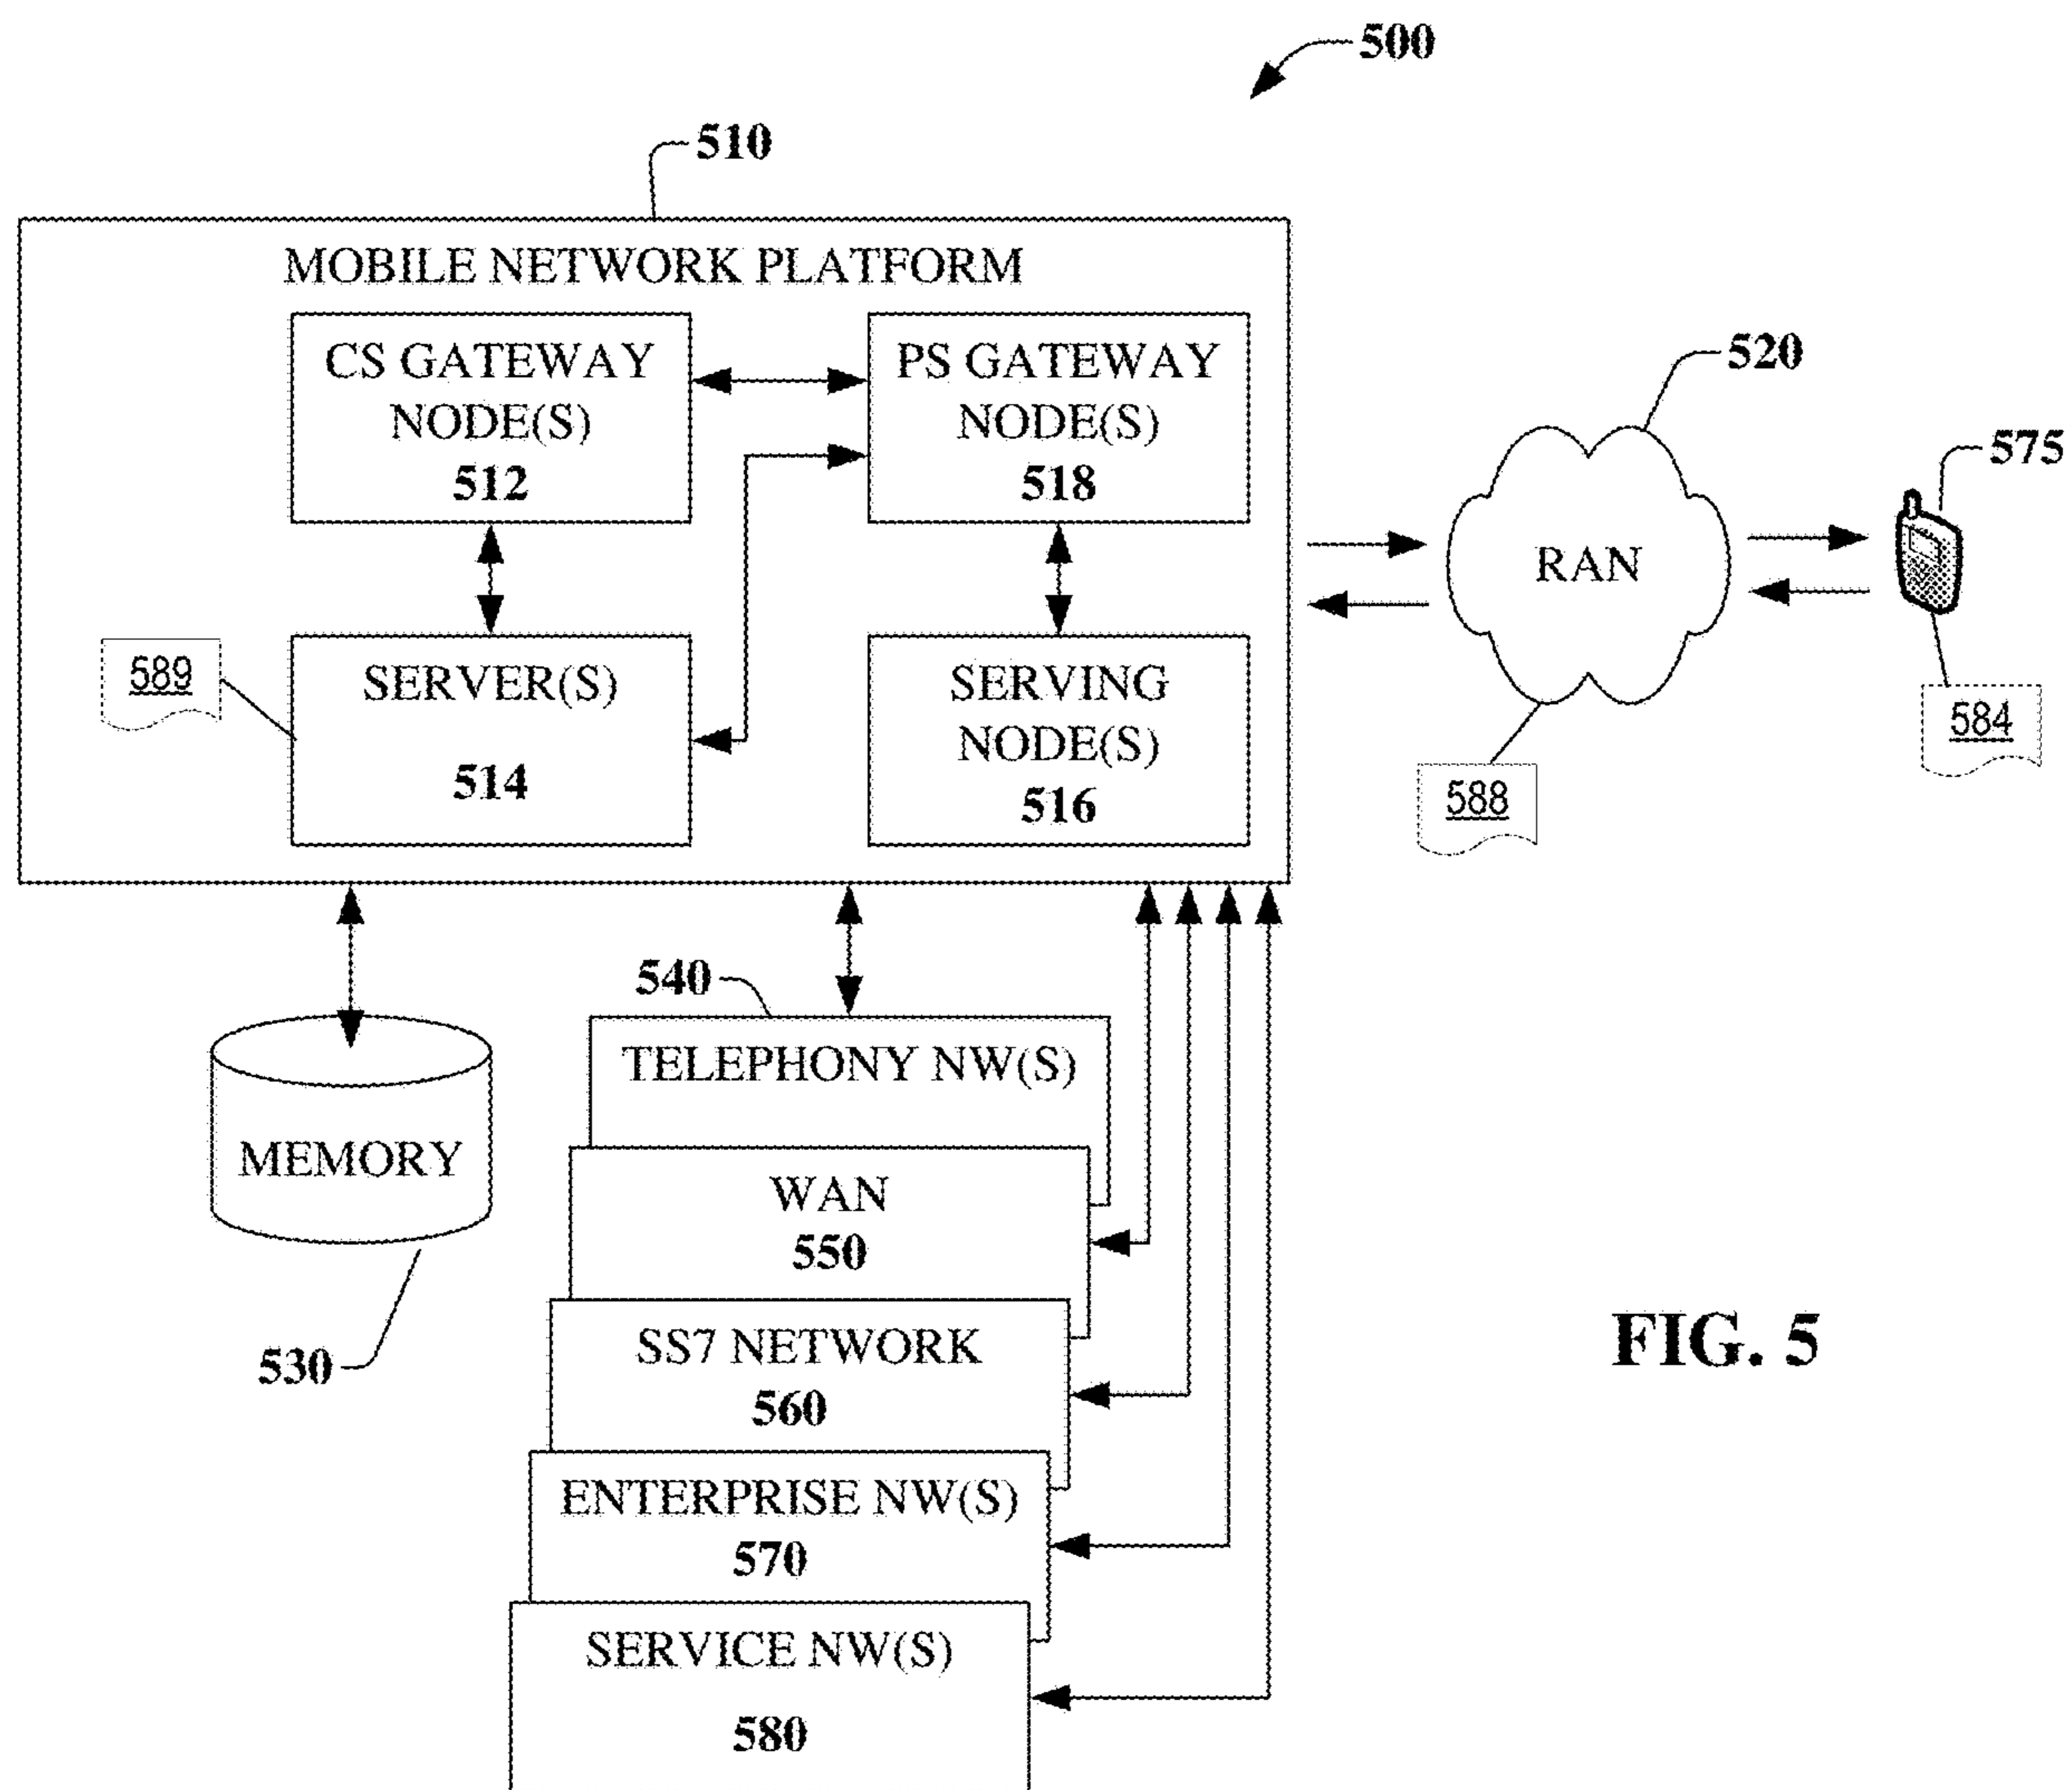 500
510
MOBILE NETWORK PLATFORM
CS GATEWAY
NODE(S)
512
PS GATEWAY
NODE(S)
518
520
575
RAN
589
SERVER(S)
514
SERVING
NODE(S)
516
588
584
540
TELEPHONY NW(S)
MEMORY
530
WAN
550
SS7 NETWORK
560
ENTERPRISE NW(S)
570
SERVICE NW(S)
580
FIG. 5